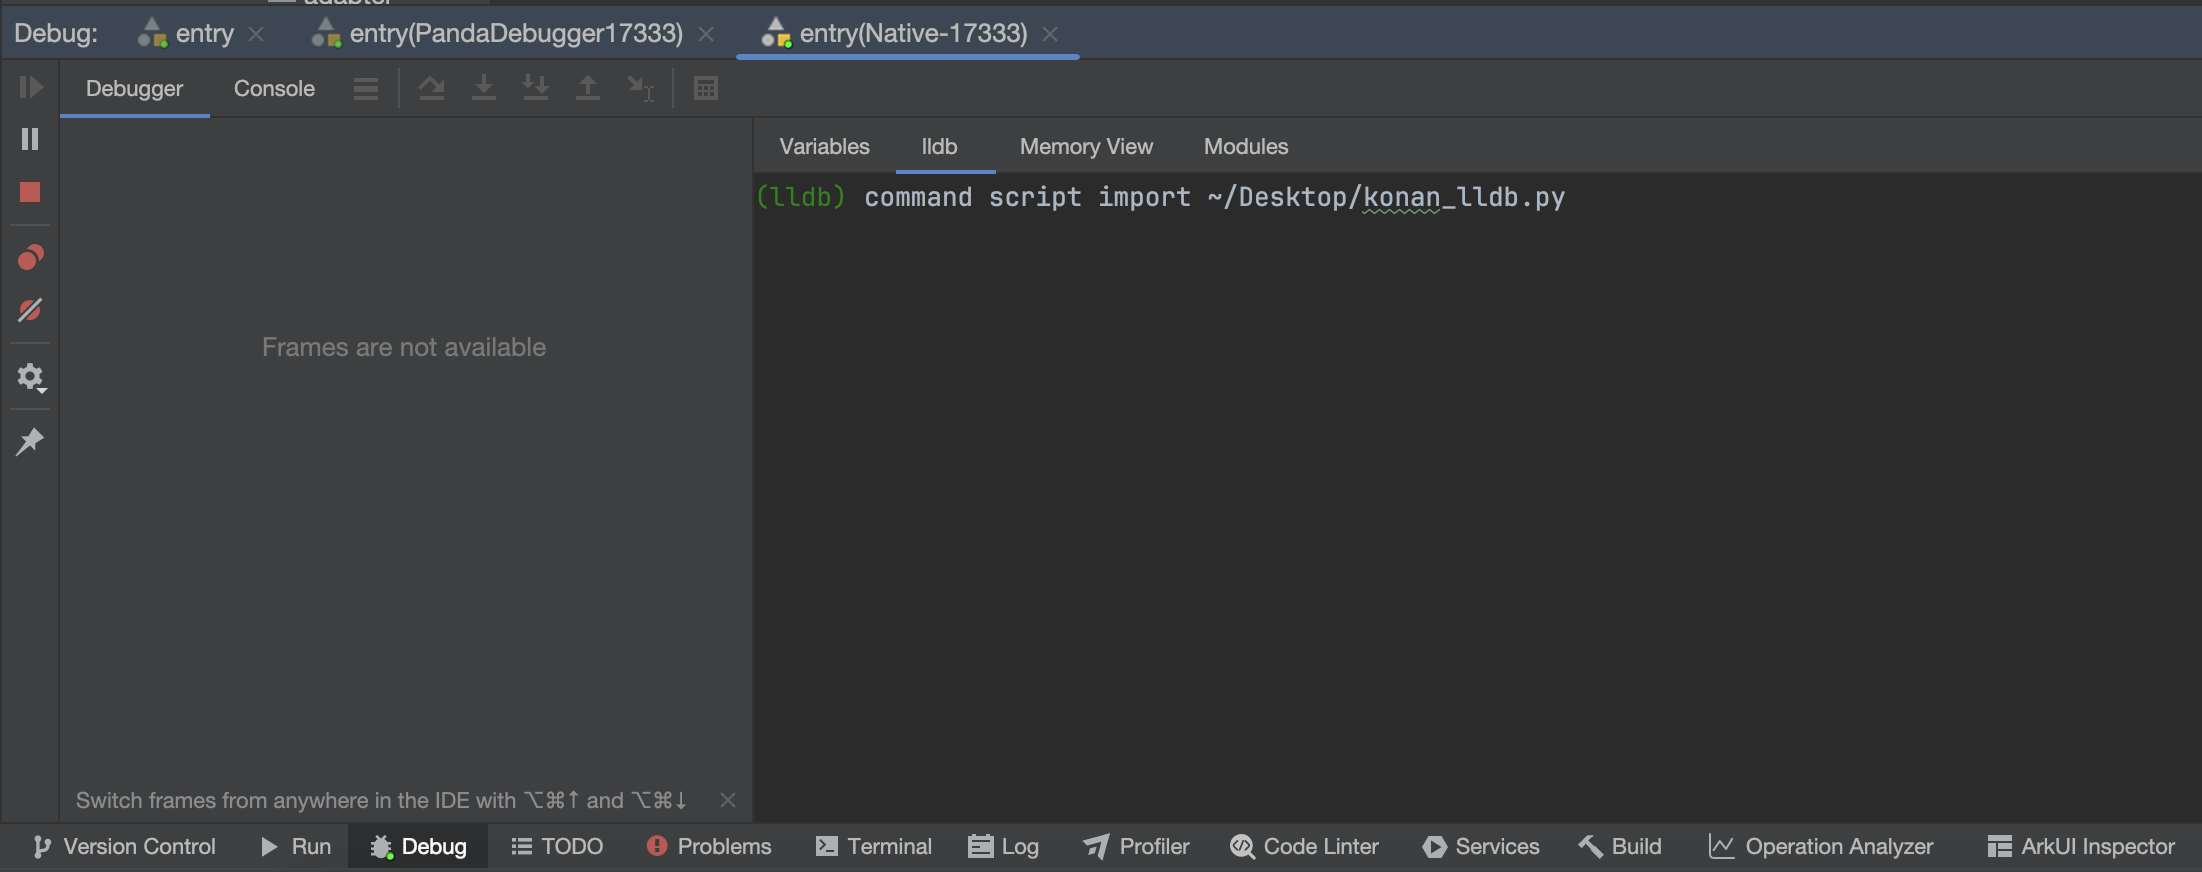 adapter
Debug: entry entry(PandaDebugger17333) entry(Native-17333)
Debugger Console
Variables lldb Memory View Modules
(lldb) command script import ~/Desktop/konan_lldb.py
Frames are not available
Switch frames from anywhere in the IDE with ⌥⌘↑ and ⌥⌘↓
Version Control Run Debug TODO Problems Terminal Log Profiler Code Linter Services Build Operation Analyzer ArkUI Inspector